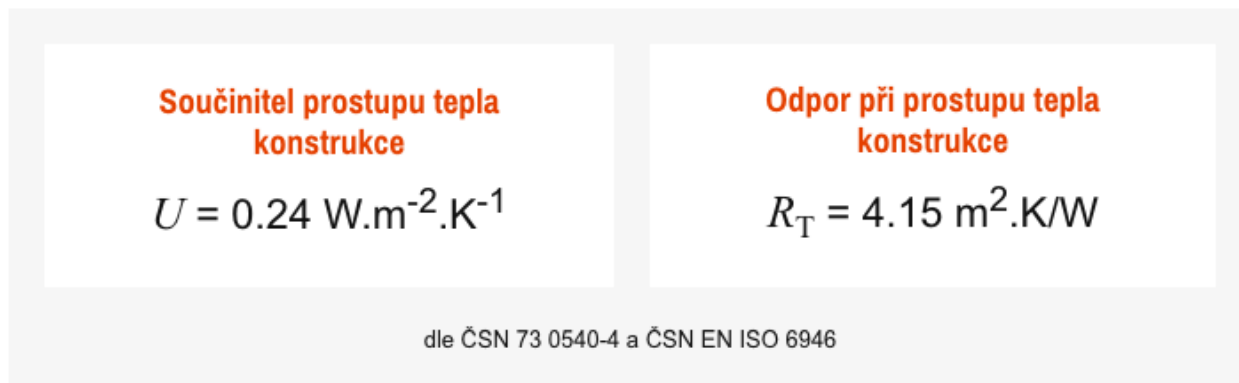 Součinitel prostupu tepla
konstrukce
U = 0.24 W.m⁻².K⁻¹
Odpor při prostupu tepla
konstrukce
R_T = 4.15 m².K/W
dle ČSN 73 0540-4 a ČSN EN ISO 6946